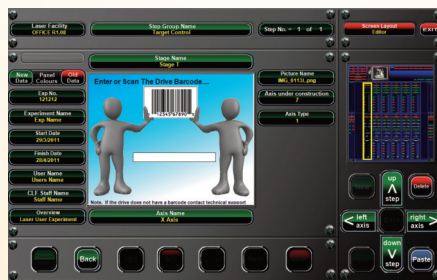 Laser Facility
OFFICE R1.08
Step Group Name
Target Control
Step No. = 1 of 1
Screen Layout
Editor
EXIT
Stage Name
Stage T
New Data
Panel Colours
Old Data
Exp No.
121212
Experiment Name
Exp Name
Start Date
29/3/2011
Finish Date
28/4/2011
User Name
Users Name
CLF Staff Name
Staff Name
Overview
Laser User Experiment
Enter or Scan The Drive Barcode...
Note. If the drive does not have a barcode contact technical support
Axis Name
X Axis
Picture Name
IMG_0113L.png
Axis under construction
7
Axis Type
1
Back
up
step
Delete
left
axis
right
axis
down
step
Paste